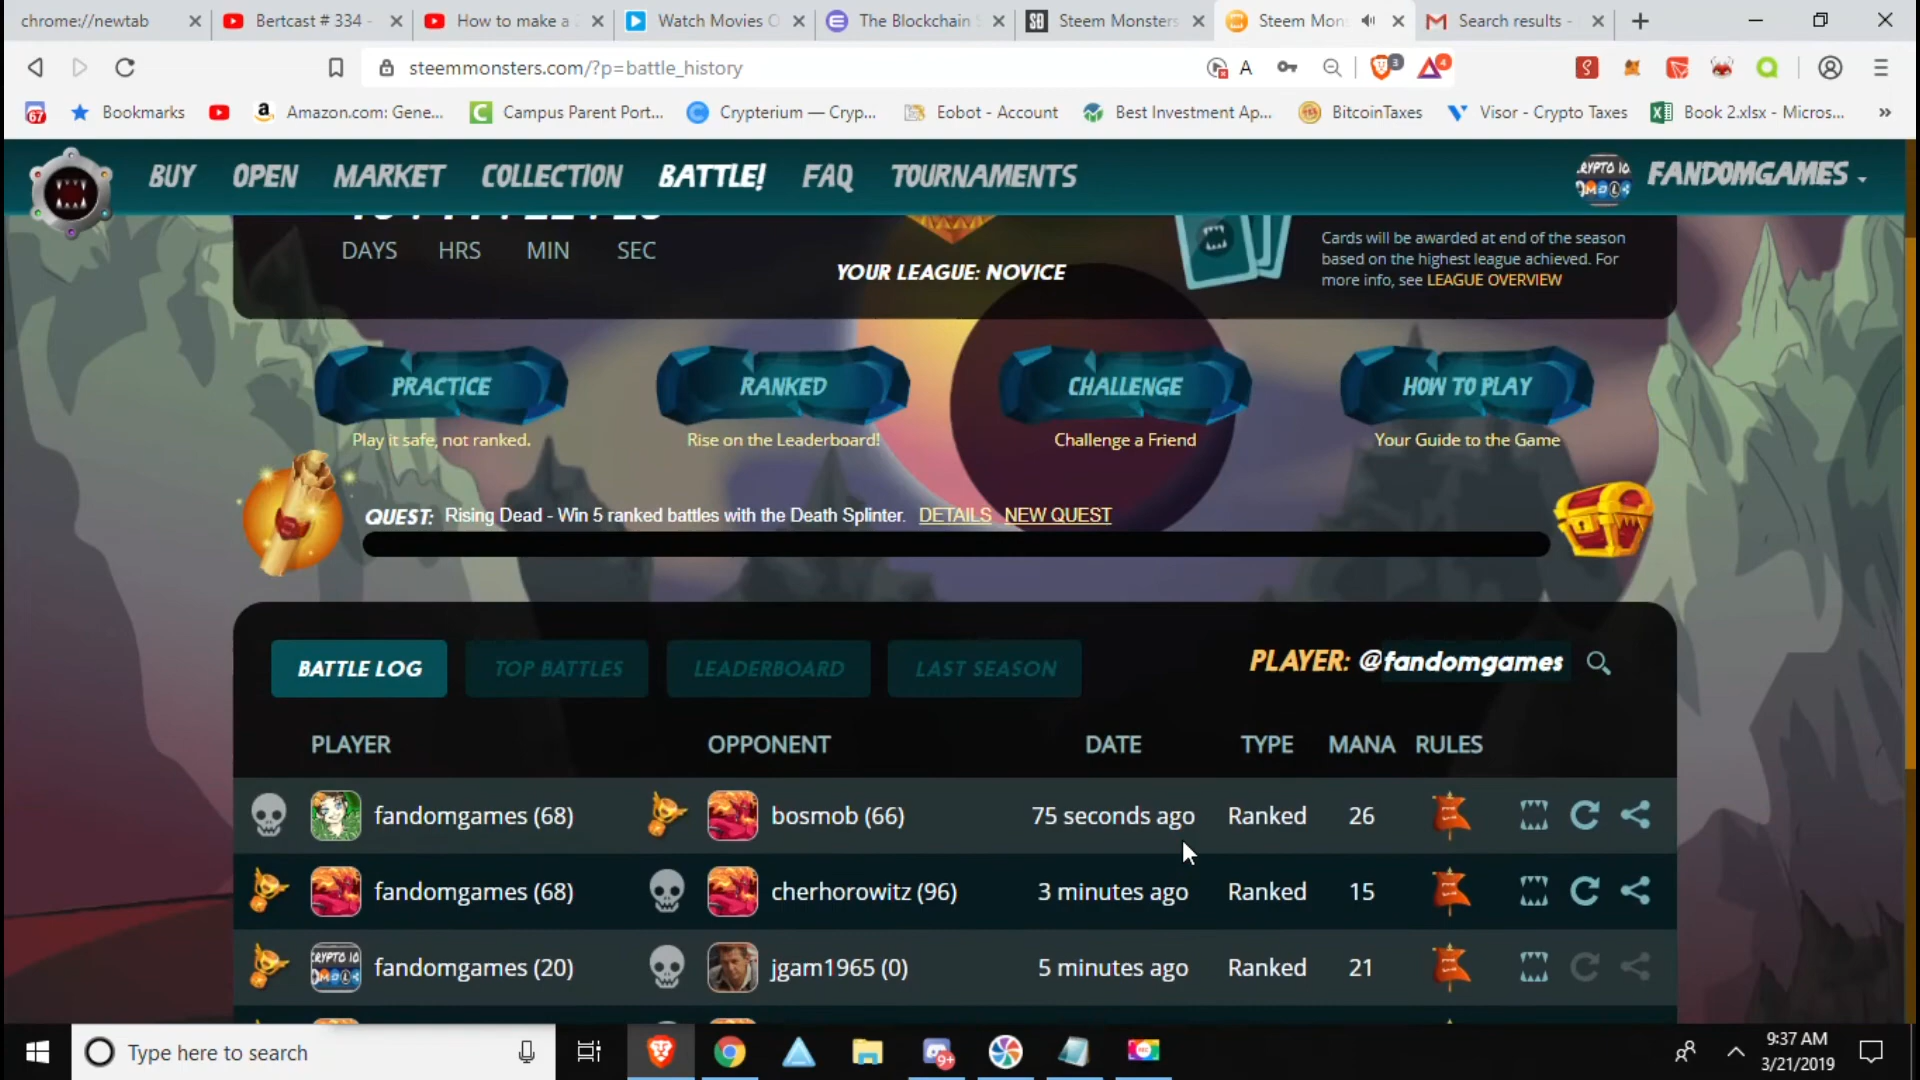 chrome://newtab
Bertcast # 334 -
How to make a
Watch Movies O
The Blockchain S
Steem Monsters
Steem Mon
Search results -
steemmonsters.com/?p=battle_history
A
3
4
67
Bookmarks
Amazon.com: Gene...
Campus Parent Port...
Crypterium — Cryp...
Eobot - Account
Best Investment Ap...
BitcoinTaxes
Visor - Crypto Taxes
Book 2.xlsx - Micros...
BUY
OPEN
MARKET
COLLECTION
BATTLE!
FAQ
TOURNAMENTS
FANDOMGAMES
DAYS HRS MIN SEC
YOUR LEAGUE: NOVICE
Cards will be awarded at end of the season
based on the highest league achieved. For
more info, see LEAGUE OVERVIEW
PRACTICE
RANKED
CHALLENGE
HOW TO PLAY
Play it safe, not ranked.
Rise on the Leaderboard!
Challenge a Friend
Your Guide to the Game
QUEST: Rising Dead - Win 5 ranked battles with the Death Splinter. DETAILS NEW QUEST
BATTLE LOG
TOP BATTLES
LEADERBOARD
LAST SEASON
PLAYER: @fandomgames
PLAYER OPPONENT DATE TYPE MANA RULES
fandomgames (68) bosmob (66) 75 seconds ago Ranked 26
fandomgames (68) cherhorowitz (96) 3 minutes ago Ranked 15
fandomgames (20) jgam1965 (0) 5 minutes ago Ranked 21
Type here to search
9+
9:37 AM
3/21/2019